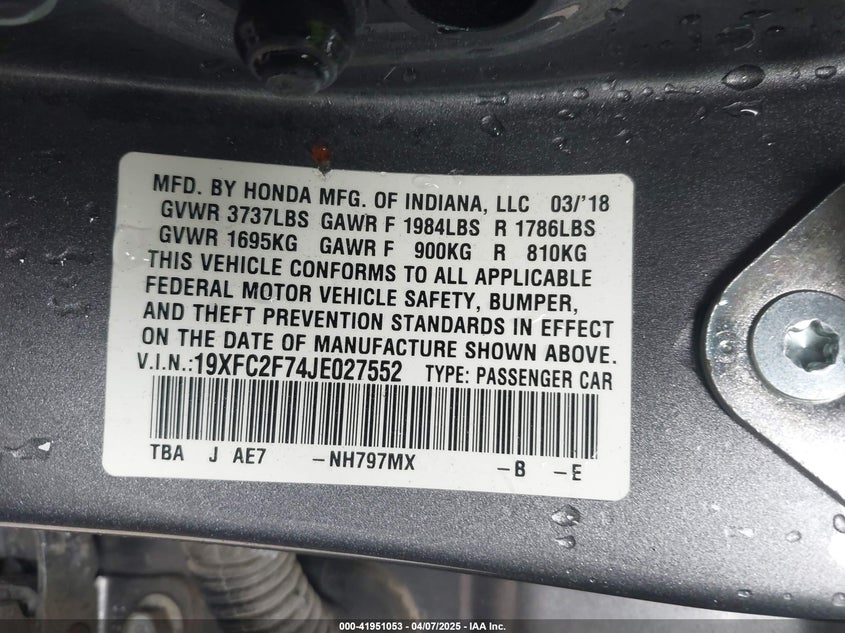 MFD. BY HONDA MFG. OF INDIANA, LLC 03/'18
GVWR 3737LBS GAWR F 1984LBS R 1786LBS
GVWR 1695KG GAWR F 900KG R 810KG
THIS VEHICLE CONFORMS TO ALL APPLICABLE
FEDERAL MOTOR VEHICLE SAFETY, BUMPER,
AND THEFT PREVENTION STANDARDS IN EFFECT
ON THE DATE OF MANUFACTURE SHOWN ABOVE.
V.I.N.:19XFC2F74JE027552 TYPE: PASSENGER CAR
TBA J AE7 –NH797MX –B –E
000-41951053 - 04/07/2025 - IAA Inc.